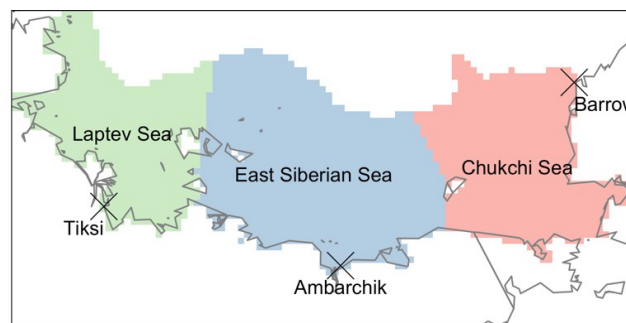 Barrow
Laptev Sea
East Siberian Sea
Chukchi Sea
Tiksi
Ambarchik